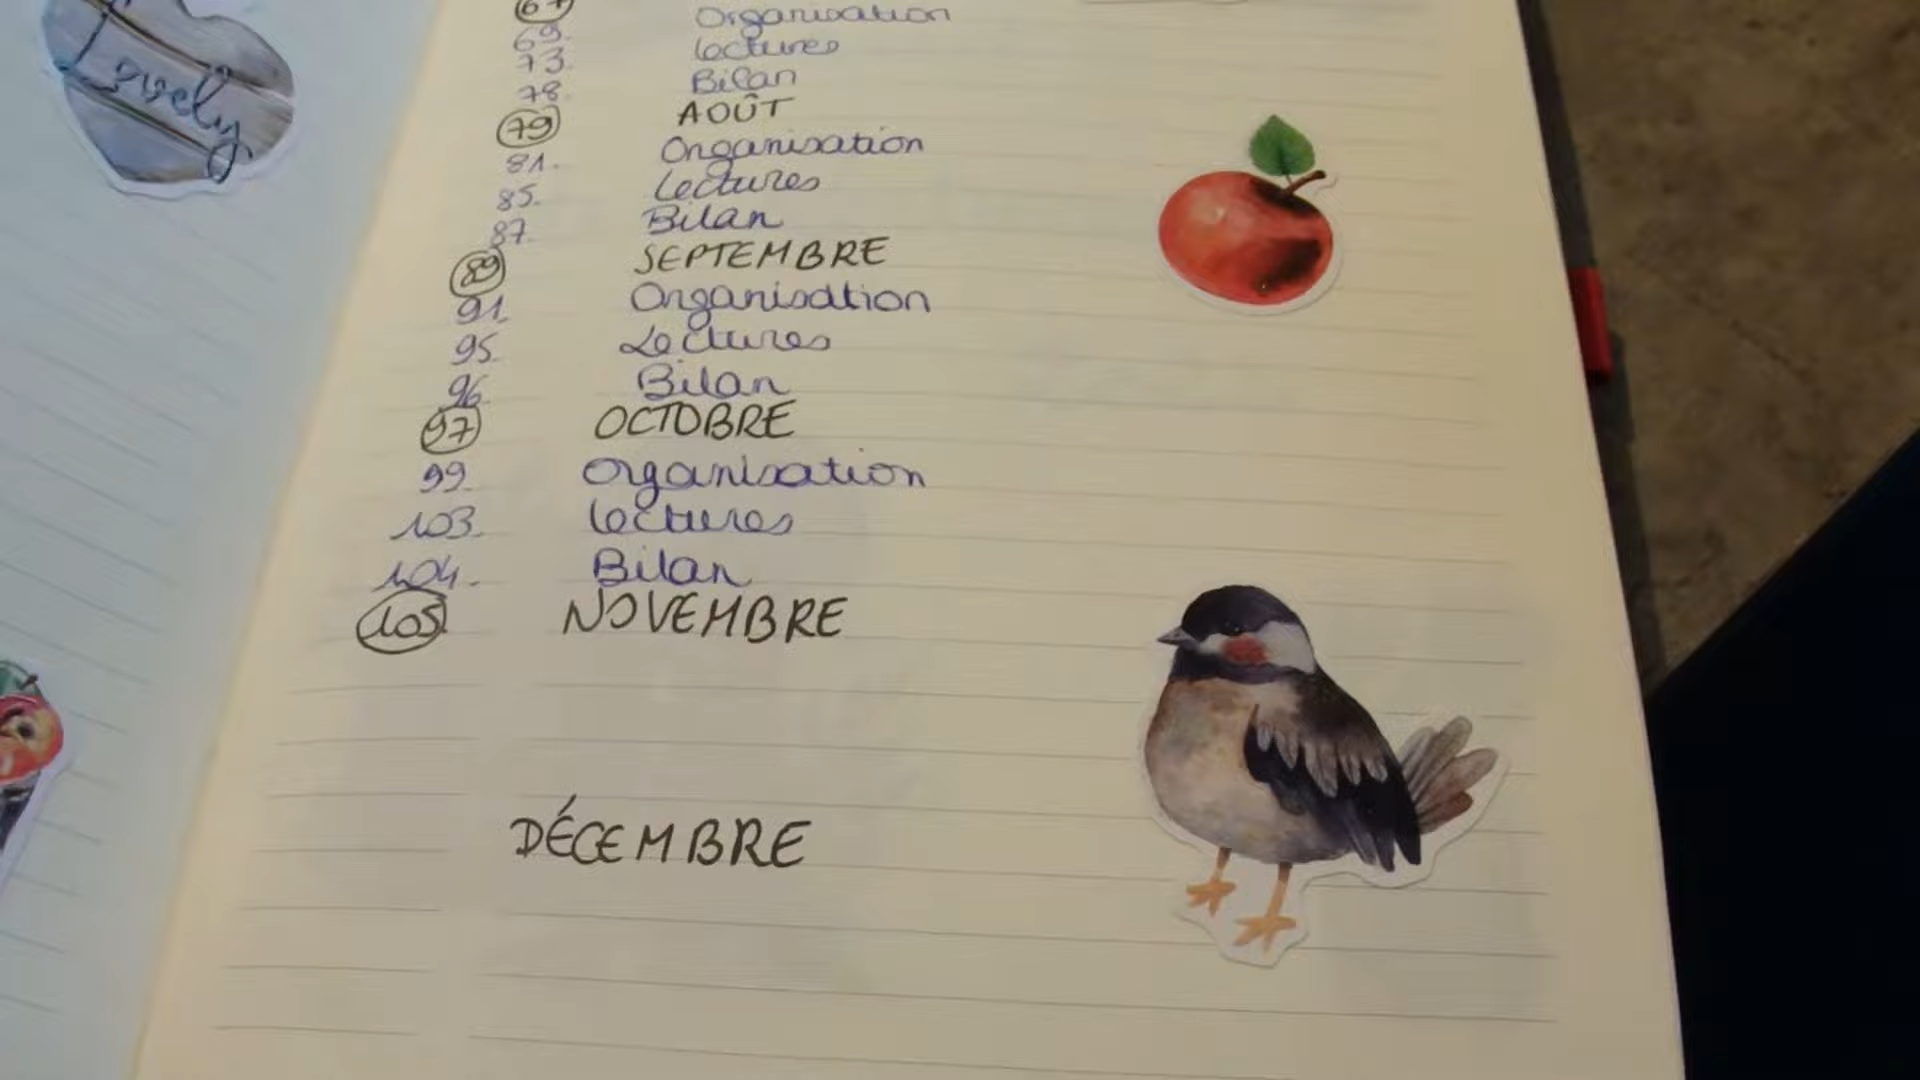 Lovely
67 Organisation
69. Lectures
73. Bilan
78. AOÛT
79 Organisation
81. Lectures
85. Bilan
87. SEPTEMBRE
89 Organisation
91. Lectures
95. Bilan
96. OCTOBRE
97 Organisation
99. Lectures
103. Bilan
104. NOVEMBRE
105
DÉCEMBRE